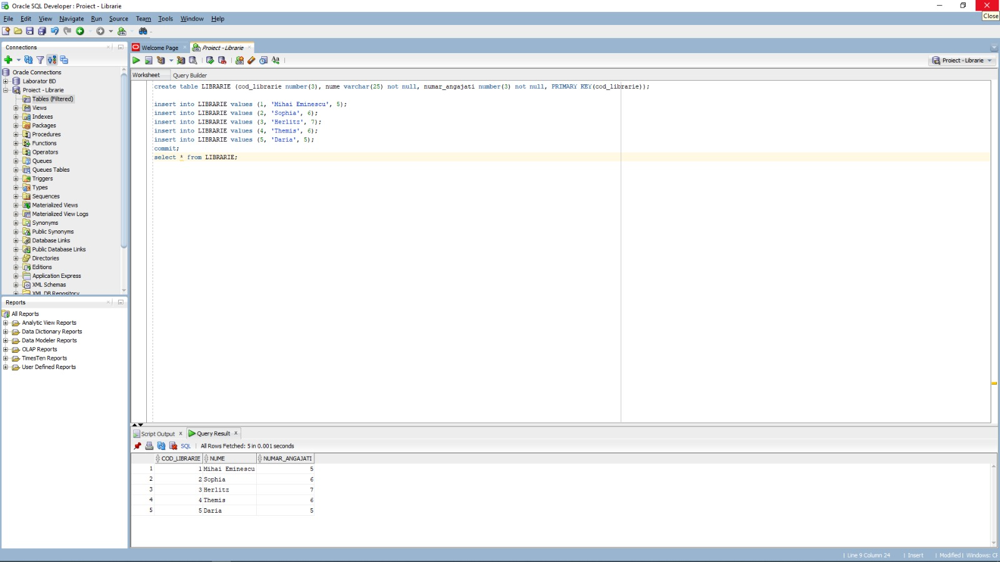 Oracle SQL Developer : Proiect - Librarie
Close
File Edit View Navigate Run Source Team Tools Window Help
Connections
Oracle Connections
Laborator BD
Proiect - Librarie
Tables (Filtered)
Views
Indexes
Packages
Procedures
Functions
Operators
Queues
Queues Tables
Triggers
Types
Sequences
Materialized Views
Materialized View Logs
Synonyms
Public Synonyms
Database Links
Public Database Links
Directories
Editions
Application Express
XML Schemas
XML DB Repository
Reports
All Reports
Analytic View Reports
Data Dictionary Reports
Data Modeler Reports
OLAP Reports
TimesTen Reports
User Defined Reports
Welcome Page
Proiect - Librarie
Proiect - Librarie
Worksheet Query Builder
create table LIBRARIE (cod_librarie number(3), nume varchar(25) not null, numar_angajati number(3) not null, PRIMARY KEY(cod_librarie));
insert into LIBRARIE values (1, 'Mihai Eminescu', 5);
insert into LIBRARIE values (2, 'Sophia', 6);
insert into LIBRARIE values (3, 'Herlitz', 7);
insert into LIBRARIE values (4, 'Themis', 6);
insert into LIBRARIE values (5, 'Daria', 5);
commit;
select * from LIBRARIE;
Script Output Query Result
SQL All Rows Fetched: 5 in 0.001 seconds
COD_LIBRARIE NUME NUMAR_ANGAJATI
1 1 Mihai Eminescu 5
2 2 Sophia 6
3 3 Herlitz 7
4 4 Themis 6
5 5 Daria 5
Line 9 Column 24 Insert Modified Windows: CF